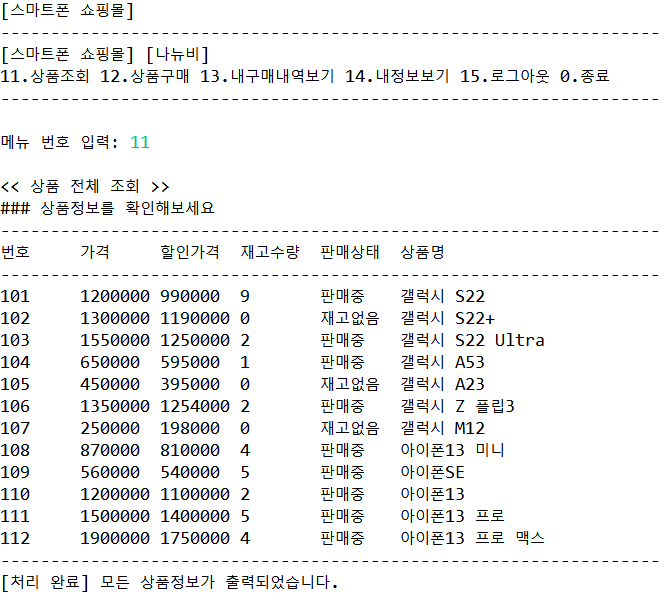 [스마트폰 쇼핑몰]
------------------------------------------------------------------
[스마트폰 쇼핑몰] [나뉴비]
11.상품조회 12.상품구매 13.내구매내역보기 14.내정보보기 15.로그아웃 0.종료
------------------------------------------------------------------
메뉴 번호 입력: 11
<< 상품 전체 조회 >>
### 상품정보를 확인해보세요
------------------------------------------------------------------
번호 가격 할인가격 재고수량 판매상태 상품명
------------------------------------------------------------------
101 1200000 990000 9 판매중 갤럭시 S22
102 1300000 1190000 0 재고없음 갤럭시 S22+
103 1550000 1250000 2 판매중 갤럭시 S22 Ultra
104 650000 595000 1 판매중 갤럭시 A53
105 450000 395000 0 재고없음 갤럭시 A23
106 1350000 1254000 2 판매중 갤럭시 Z 플립3
107 250000 198000 0 재고없음 갤럭시 M12
108 870000 810000 4 판매중 아이폰13 미니
109 560000 540000 5 판매중 아이폰SE
110 1200000 1100000 2 판매중 아이폰13
111 1500000 1400000 5 판매중 아이폰13 프로
112 1900000 1750000 4 판매중 아이폰13 프로 맥스
------------------------------------------------------------------
[처리 완료] 모든 상품정보가 출력되었습니다.